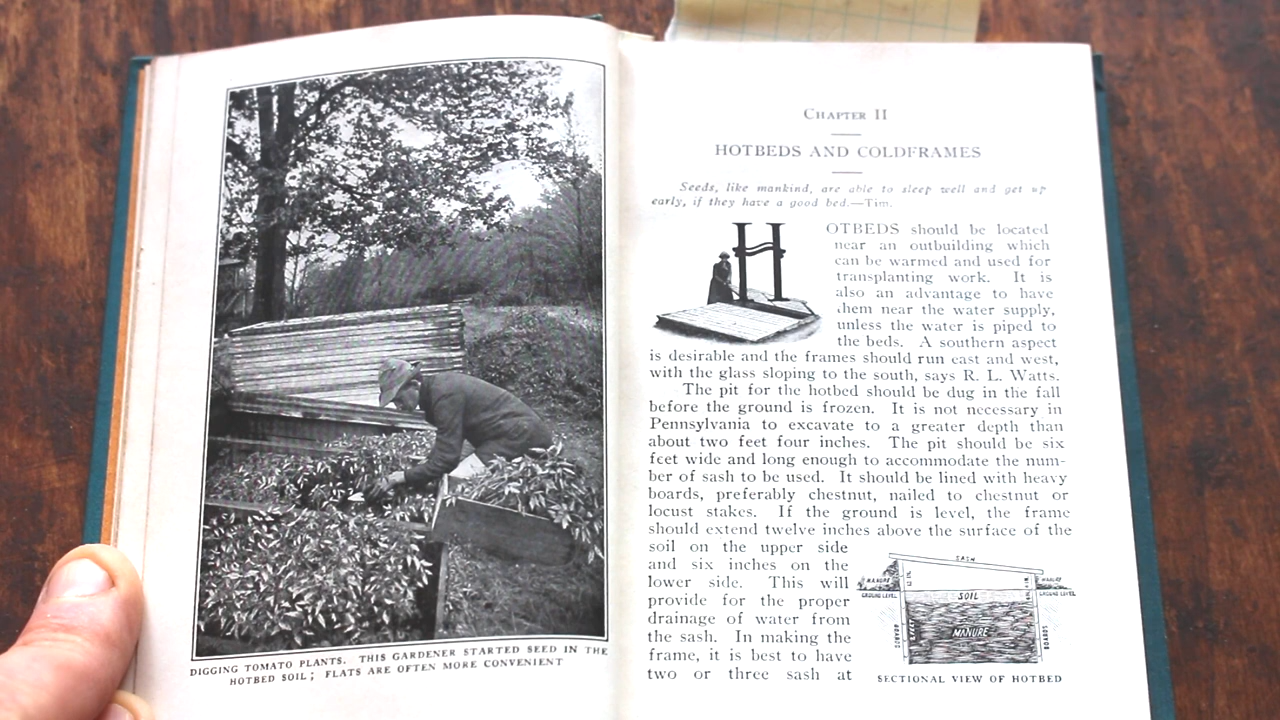 DIGGING TOMATO PLANTS. THIS GARDENER STARTED SEED IN THE
HOTBED SOIL; FLATS ARE OFTEN MORE CONVENIENT
CHAPTER II
HOTBEDS AND COLDFRAMES
Seeds, like mankind, are able to sleep well and get up
early, if they have a good bed.—Tim.
OTBEDS should be located
near an outbuilding which
can be warmed and used for
transplanting work. It is
also an advantage to have
them near the water supply,
unless the water is piped to
the beds. A southern aspect
is desirable and the frames should run east and west,
with the glass sloping to the south, says R. L. Watts.
The pit for the hotbed should be dug in the fall
before the ground is frozen. It is not necessary in
Pennsylvania to excavate to a greater depth than
about two feet four inches. The pit should be six
feet wide and long enough to accommodate the num-
ber of sash to be used. It should be lined with heavy
boards, preferably chestnut, nailed to chestnut or
locust stakes. If the ground is level, the frame
should extend twelve inches above the surface of the
soil on the upper side
and six inches on the
lower side. This will
provide for the proper
drainage of water from
the sash. In making the
frame, it is best to have
two or three sash at
SASH
MANURE
MANURE
GROUND LEVEL
GROUND LEVEL
SOIL
MANURE
BOARDS
BOARDS
SECTIONAL VIEW OF HOTBED